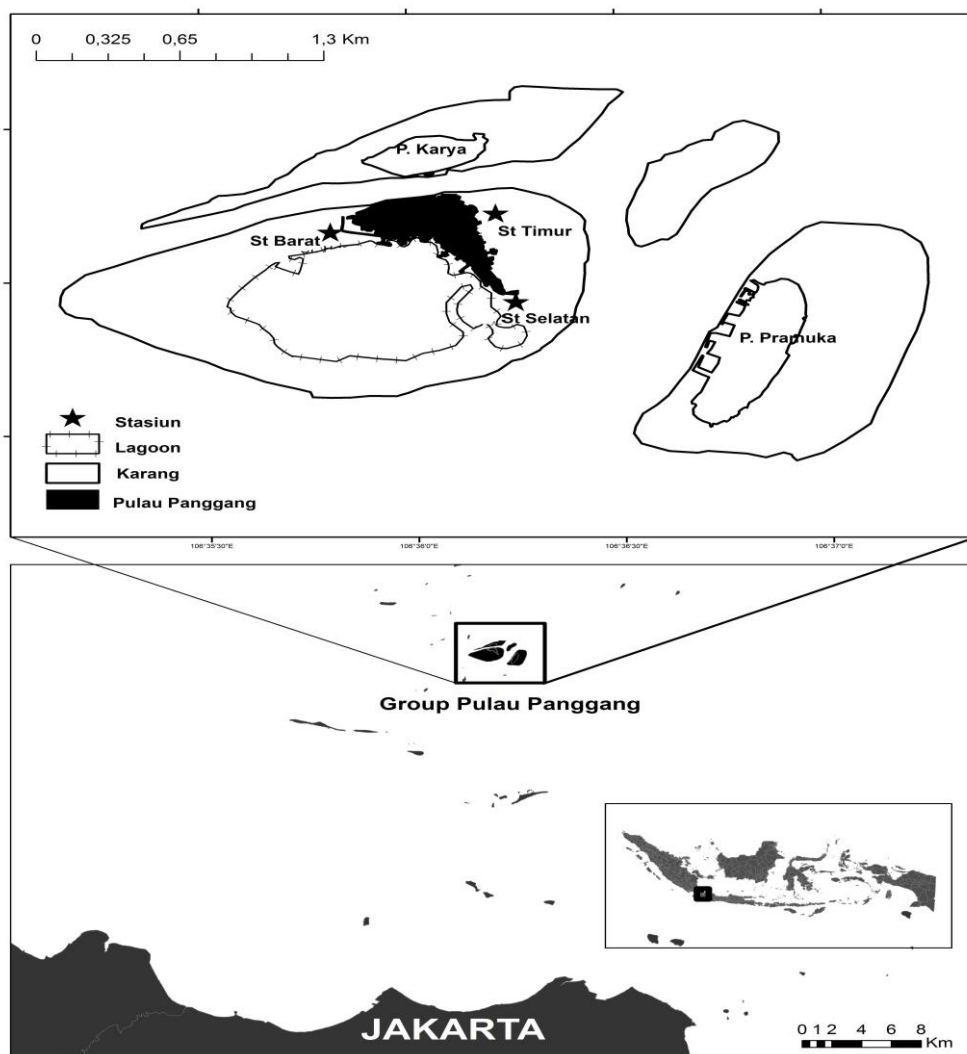 0 0,325 0,65 1,3 Km
P. Karya
St Barat
St Timur
St Selatan
P. Pramuka
Stasiun
Lagoon
Karang
Pulau Panggang
106°35'30"E 106°36'0"E 106°36'30"E 106°37'0"E
Group Pulau Panggang
JAKARTA
0 1 2 4 6 8
Km